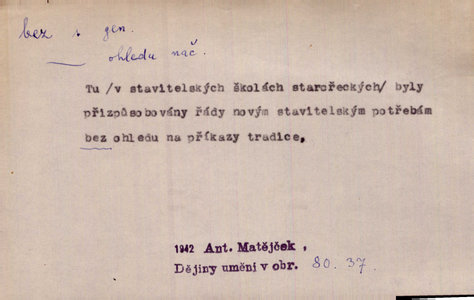 bez s gen.
ohledu nač.
Tu /v stavitelských školách starořeckých/ byly
přizpůsobovány řády novým stavitelským potřebám
bez ohledu na příkazy tradice.
1942 Ant. Matějček,
Dějiny umění v obr. 80. 37.